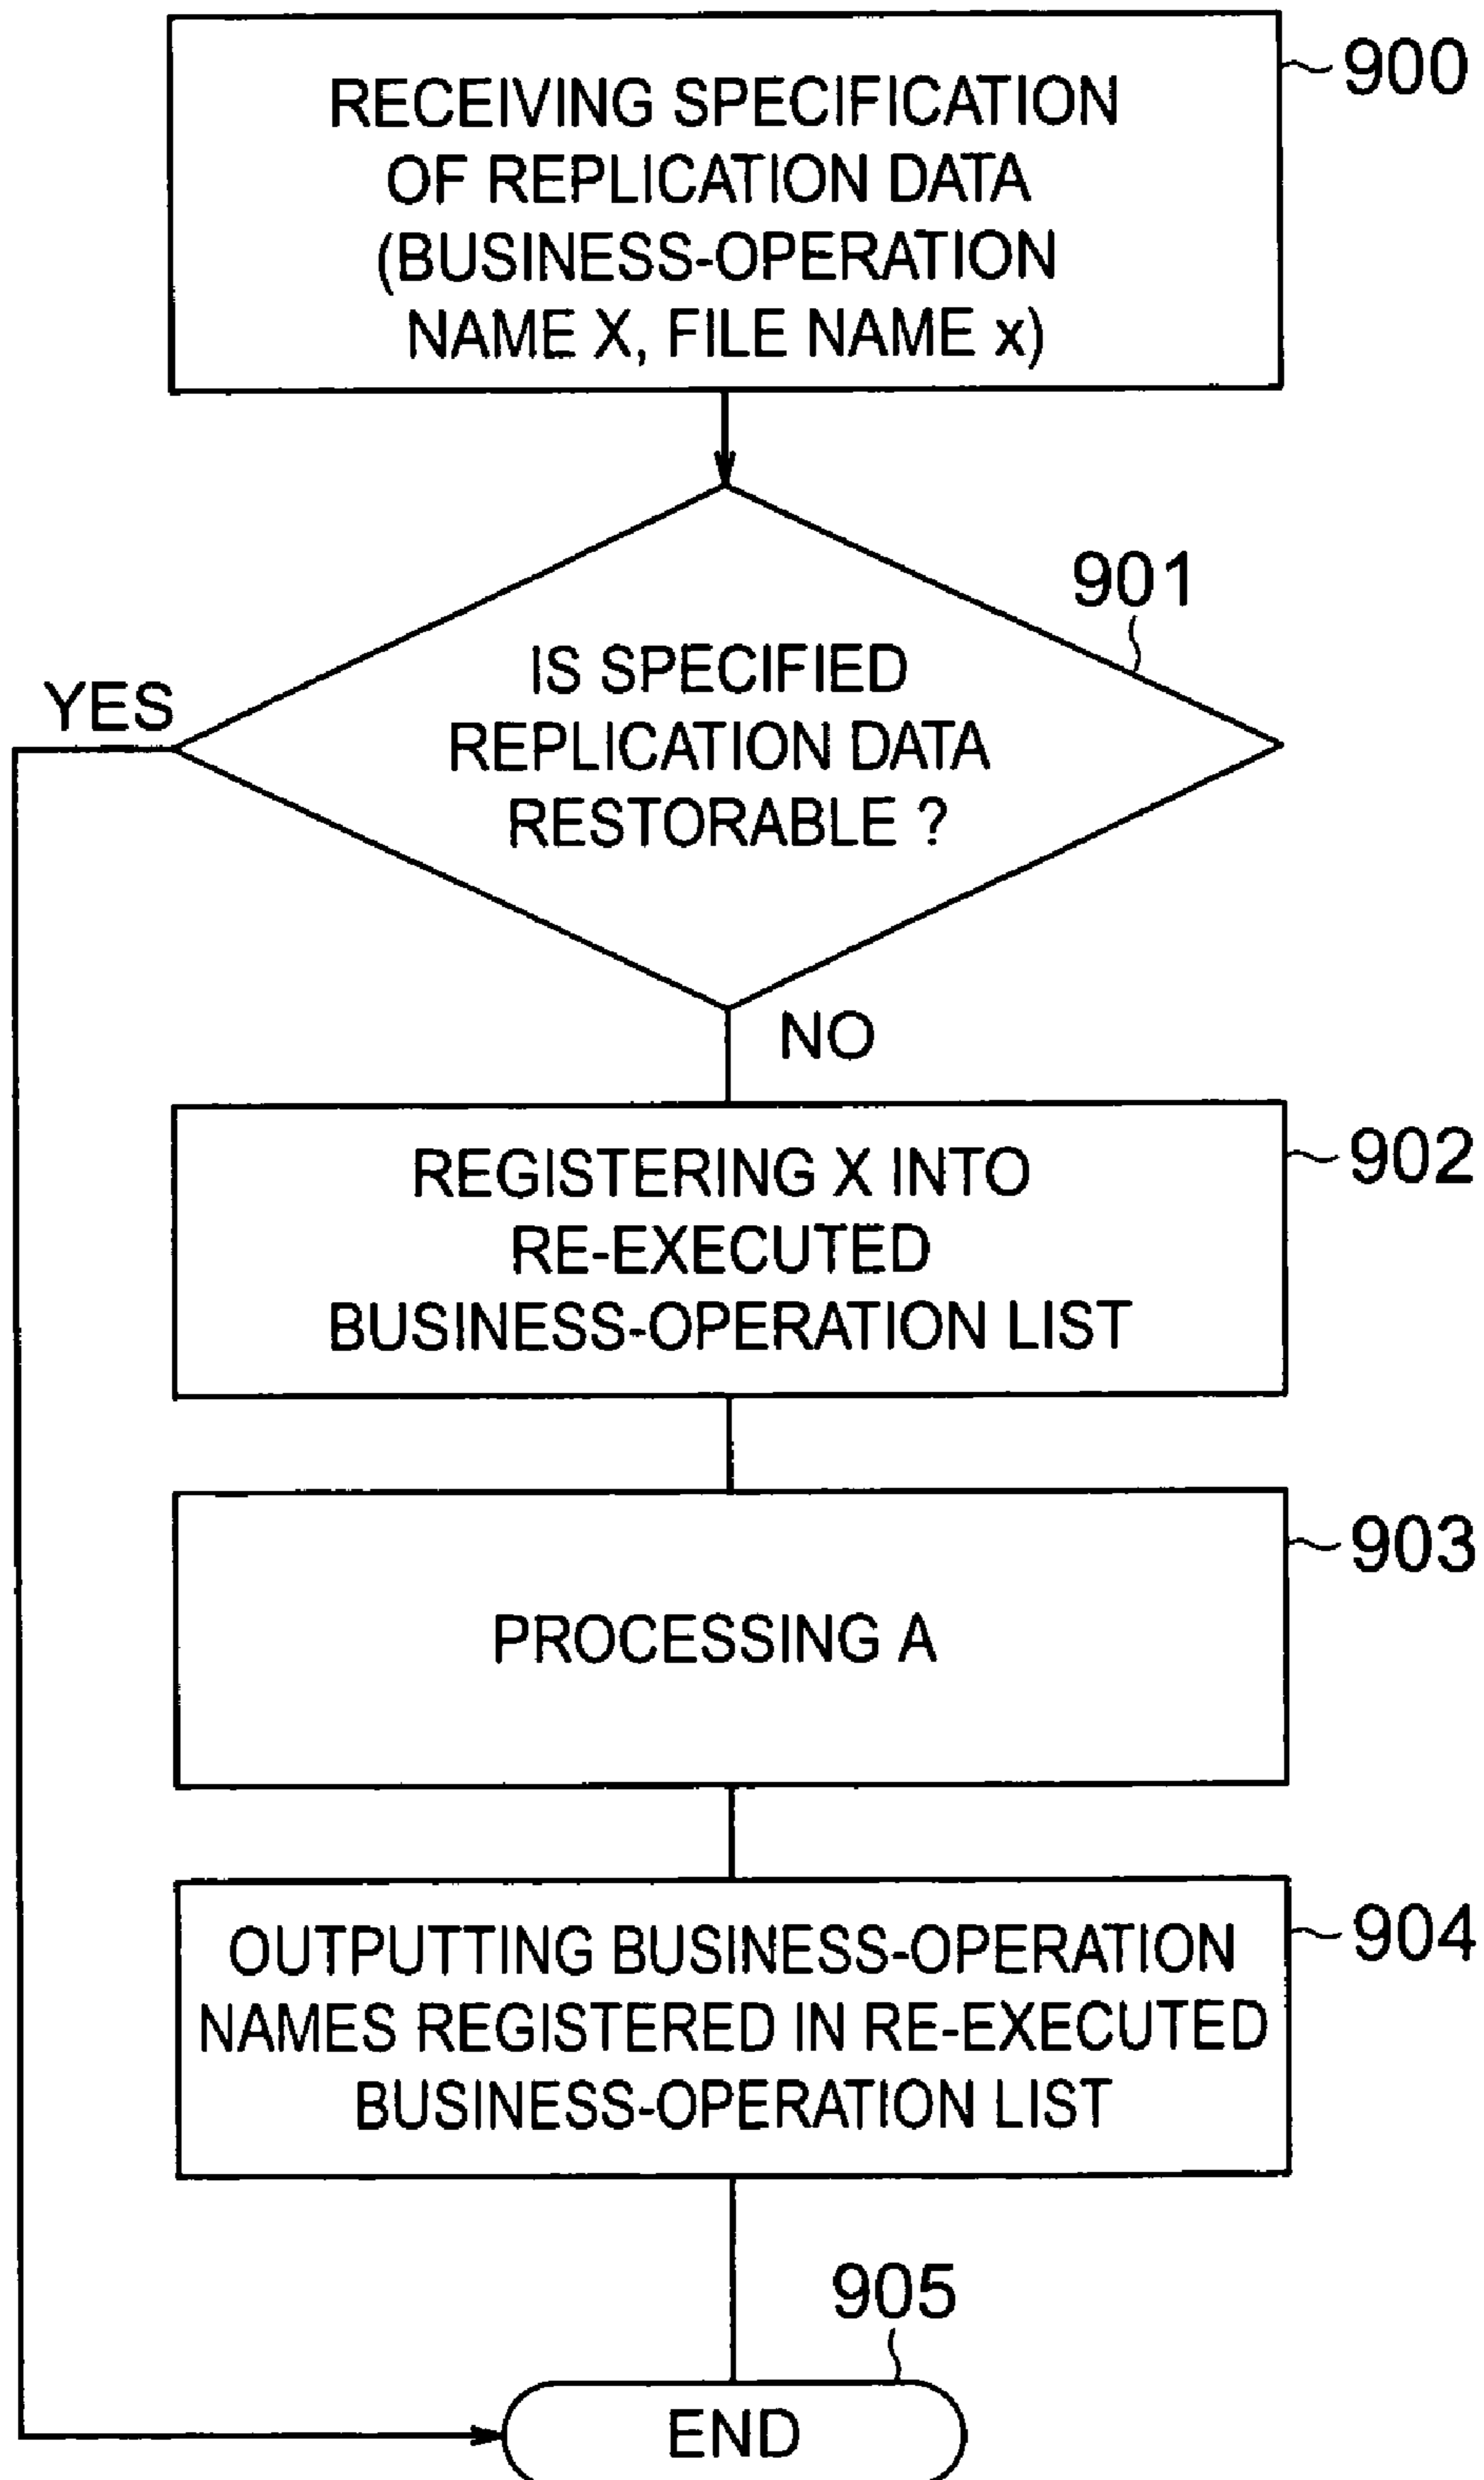 RECEIVING SPECIFICATION
OF REPLICATION DATA
(BUSINESS-OPERATION
NAME X, FILE NAME x)
900
901
IS SPECIFIED
REPLICATION DATA
RESTORABLE ?
YES
NO
REGISTERING X INTO
RE-EXECUTED
BUSINESS-OPERATION LIST
902
PROCESSING A
903
OUTPUTTING BUSINESS-OPERATION
NAMES REGISTERED IN RE-EXECUTED
BUSINESS-OPERATION LIST
904
905
END